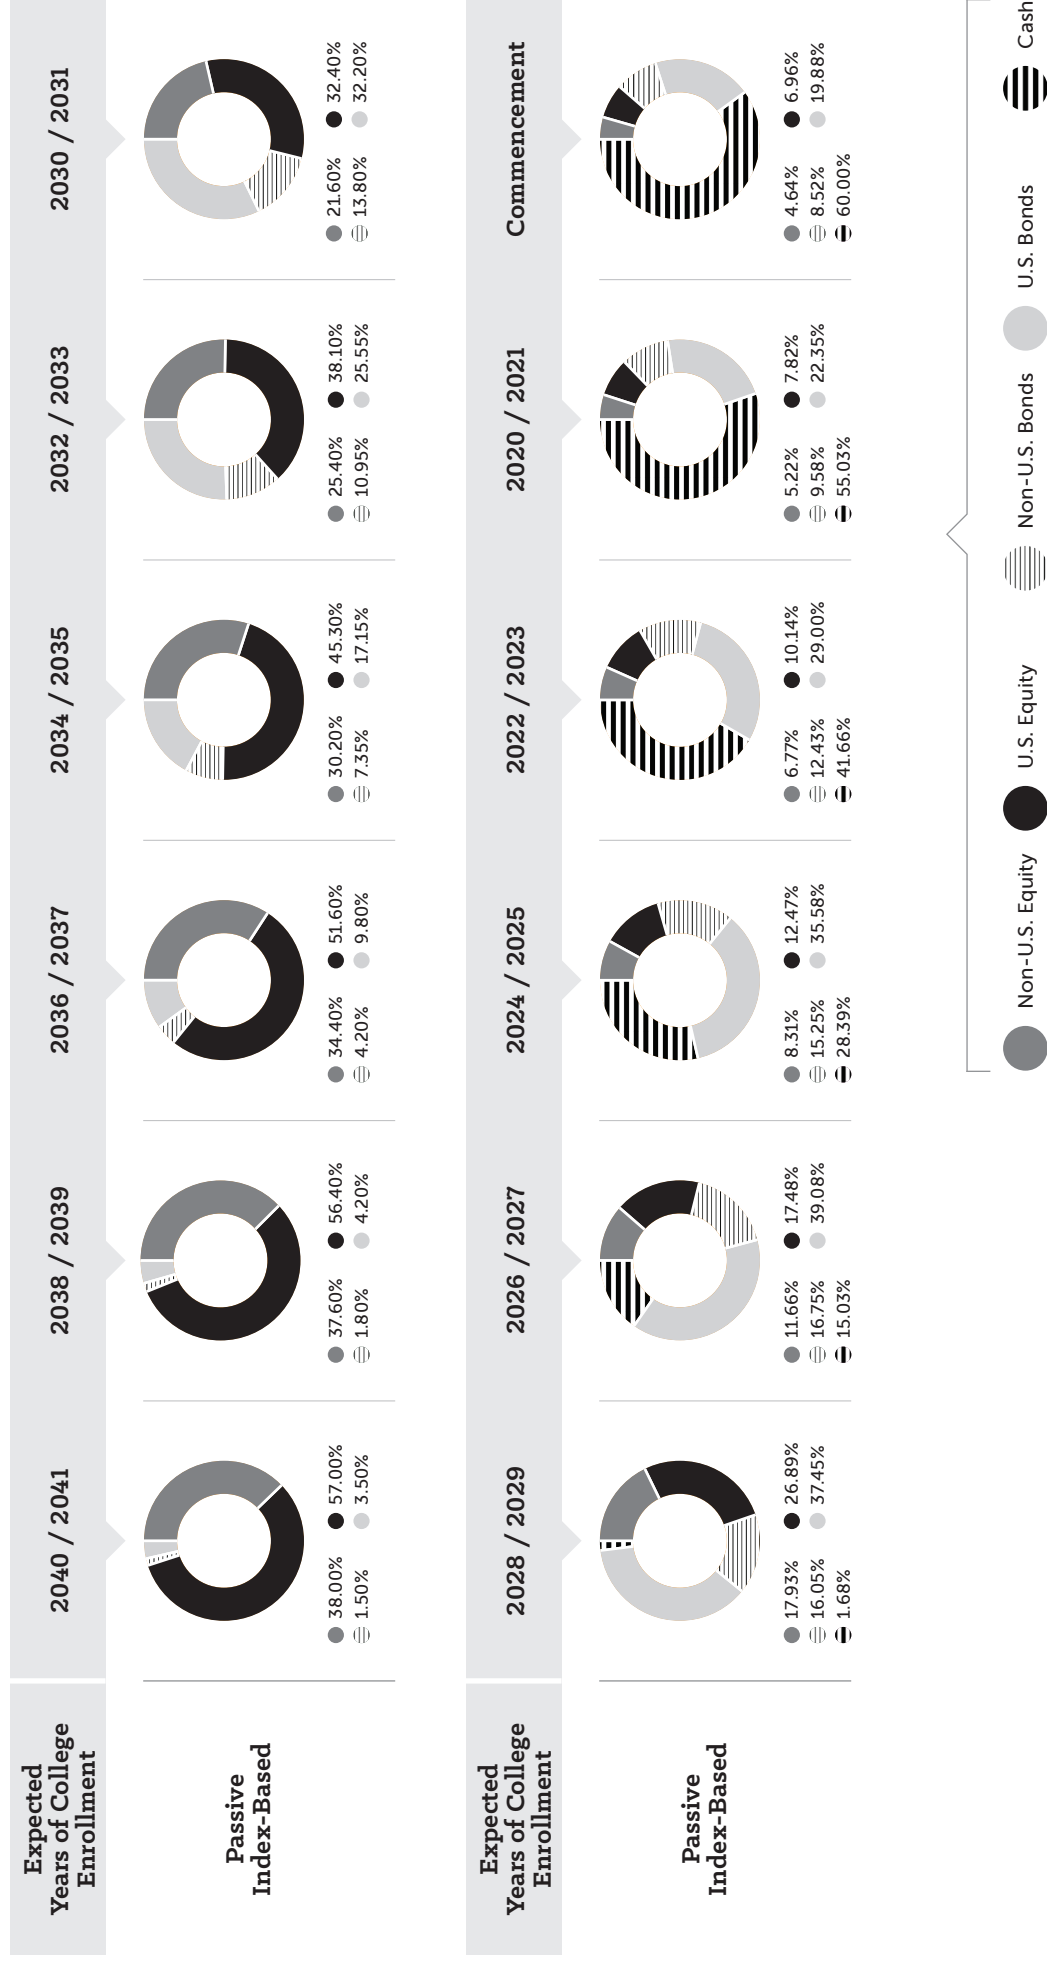 Expected
Years of College
Enrollment
2040 / 2041
2038 / 2039
2036 / 2037
2034 / 2035
2032 / 2033
2030 / 2031
Passive
Index-Based
38.00% 57.00%
1.50% 3.50%
37.60% 56.40%
1.80% 4.20%
34.40% 51.60%
4.20% 9.80%
30.20% 45.30%
7.35% 17.15%
25.40% 38.10%
10.95% 25.55%
21.60% 32.40%
13.80% 32.20%
Expected
Years of College
Enrollment
2028 / 2029
2026 / 2027
2024 / 2025
2022 / 2023
2020 / 2021
Commencement
Passive
Index-Based
17.93% 26.89%
16.05% 37.45%
1.68%
11.66% 17.48%
16.75% 39.08%
15.03%
8.31% 12.47%
15.25% 35.58%
28.39%
6.77% 10.14%
12.43% 29.00%
41.66%
5.22% 7.82%
9.58% 22.35%
55.03%
4.64% 6.96%
8.52% 19.88%
60.00%
Non-U.S. Equity
U.S. Equity
Non-U.S. Bonds
U.S. Bonds
Cash